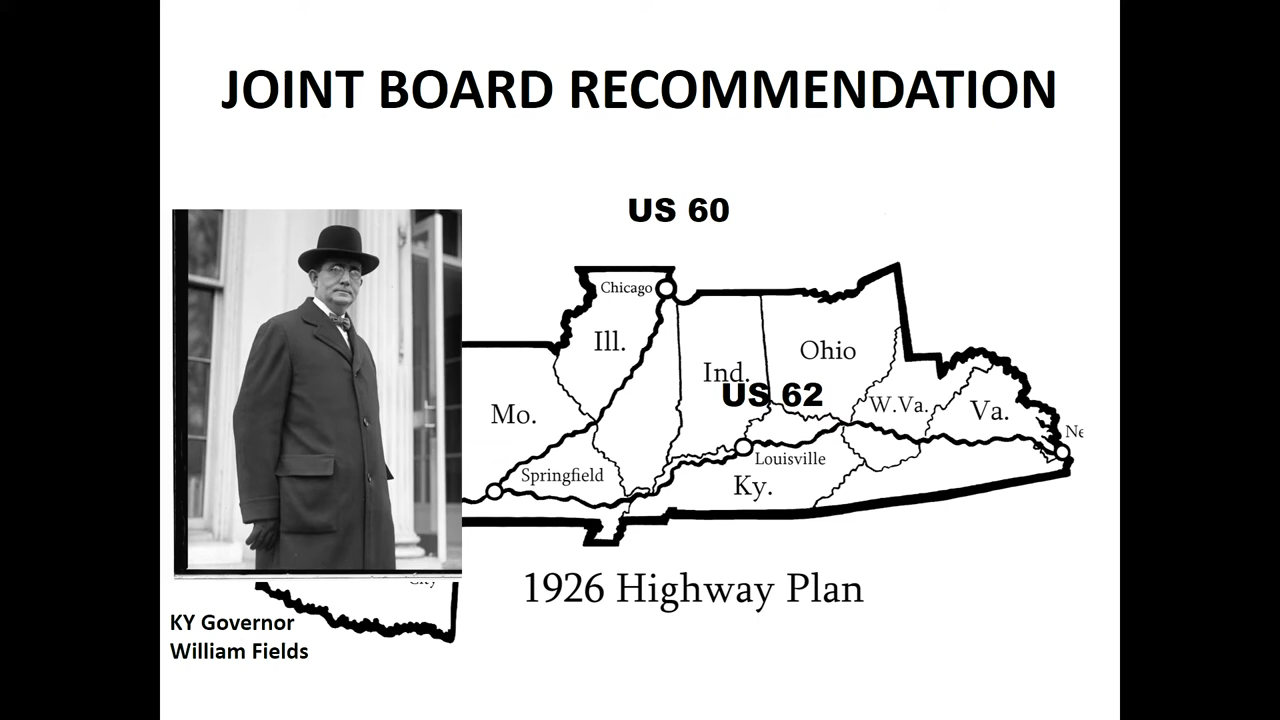 JOINT BOARD RECOMMENDATION
US 60
Chicago
Ill.
Ohio
Ind.
US 62
Mo.
W.Va.
Va.
Louisville
Springfield
Ky.
1926 Highway Plan
KY Governor
William Fields